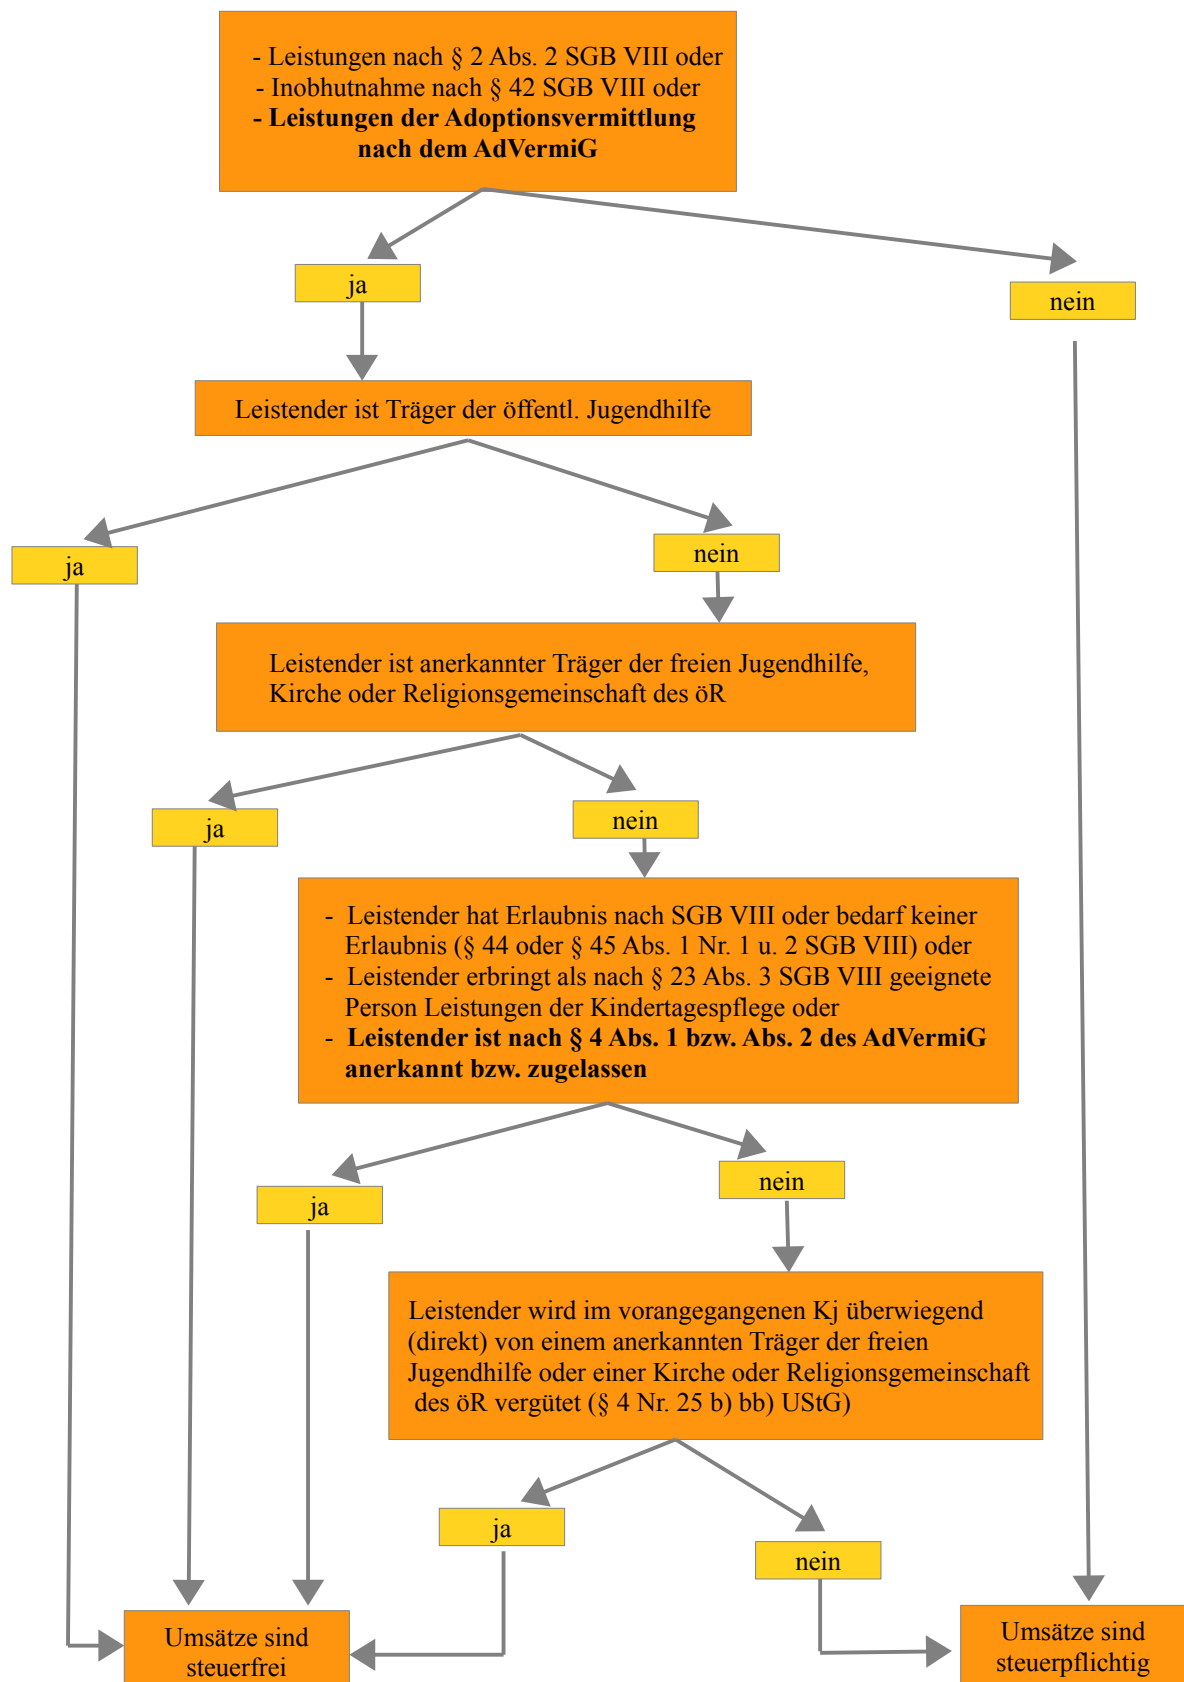 - Leistungen nach § 2 Abs. 2 SGB VIII oder
- Inobhutnahme nach § 42 SGB VIII oder
- Leistungen der Adoptionsvermittlung
nach dem AdVermiG
ja
nein
Leistender ist Träger der öffentl. Jugendhilfe
ja
nein
Leistender ist anerkannter Träger der freien Jugendhilfe,
Kirche oder Religionsgemeinschaft des öR
ja
nein
- Leistender hat Erlaubnis nach SGB VIII oder bedarf keiner
Erlaubnis (§ 44 oder § 45 Abs. 1 Nr. 1 u. 2 SGB VIII) oder
- Leistender erbringt als nach § 23 Abs. 3 SGB VIII geeignete
Person Leistungen der Kindertagespflege oder
- Leistender ist nach § 4 Abs. 1 bzw. Abs. 2 des AdVermiG
anerkannt bzw. zugelassen
ja
nein
Leistender wird im vorangegangenen Kj überwiegend
(direkt) von einem anerkannten Träger der freien
Jugendhilfe oder einer Kirche oder Religionsgemeinschaft
des öR vergütet (§ 4 Nr. 25 b) bb) UStG)
ja
nein
Umsätze sind
steuerfrei
Umsätze sind
steuerpflichtig